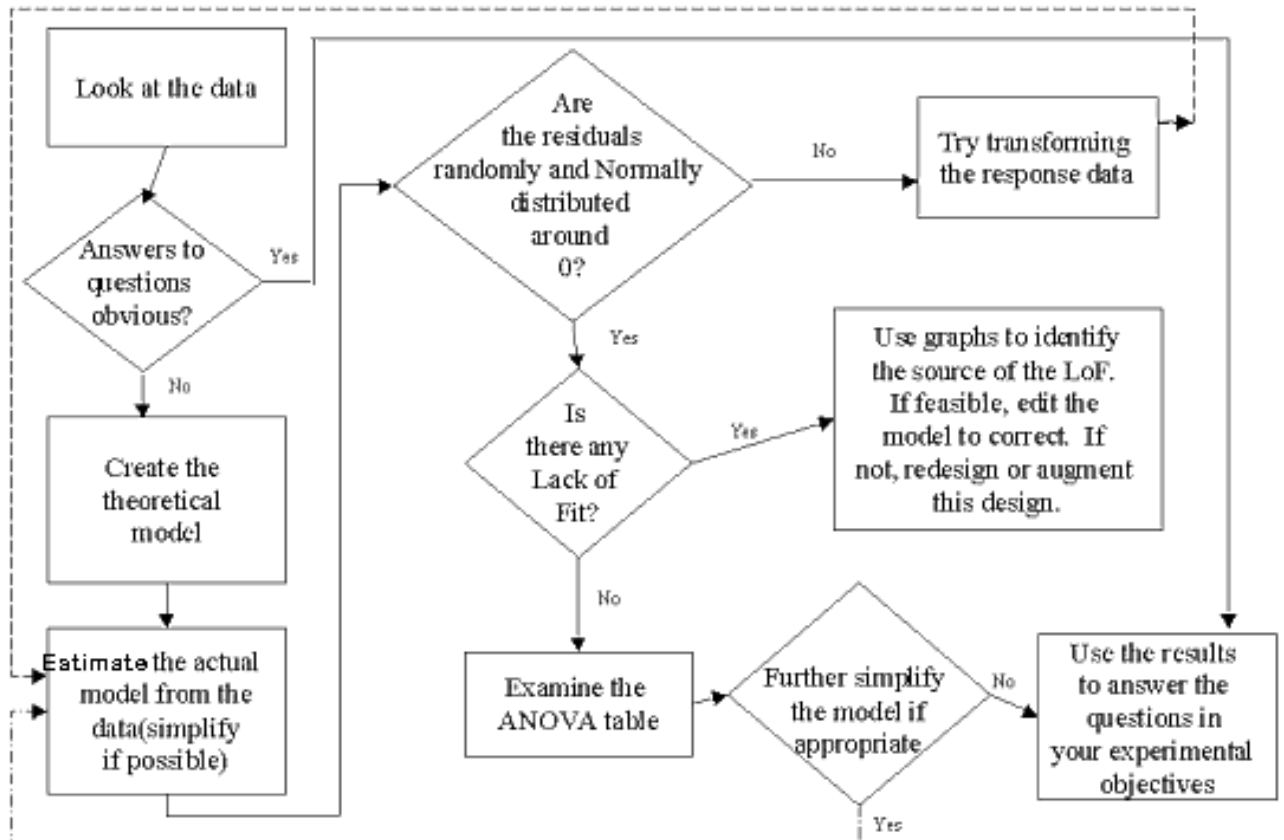 Look at the data
Answers to
questions
obvious?
Yes
No
Create the
theoretical
model
Eatimate the actual
model from the
data(simplify
if possible)
Are
the residuals
randomly and Normally
distributed
around
0?
No
Try transforming
the response data
Yes
Is
there any
Lack of
Fit?
Yes
Use graphs to identify
the source of the LoF.
If feasible, edit the
model to correct. If
not, redesign or augment
this design.
No
Examine the
ANOVA table
Further simplify
the model if
appropriate
No
Yes
Use the results
to answer the
questions in
your experimental
objectives